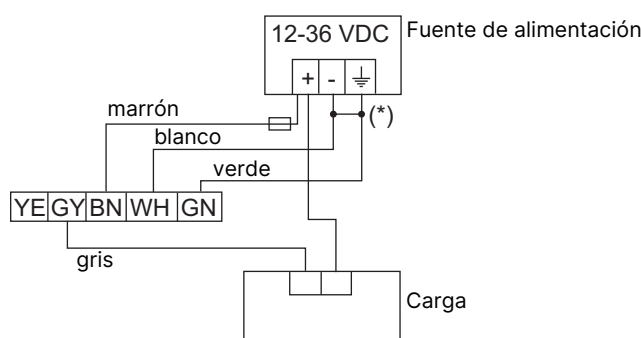 12-36 VDC
Fuente de alimentación
+ -
(*)
marrón
blanco
verde
YE GY BN WH GN
gris
Carga